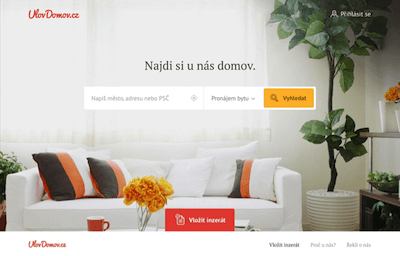 UlovDomov.cz
Přihlásit se
Najdi si u nás domov.
Napiš město, adresu nebo PSČ
Pronájem bytu
Vyhledat
Vložit inzerát
UlovDomov.cz
Vložit inzerát
Proč u nás?
Řekli o nás